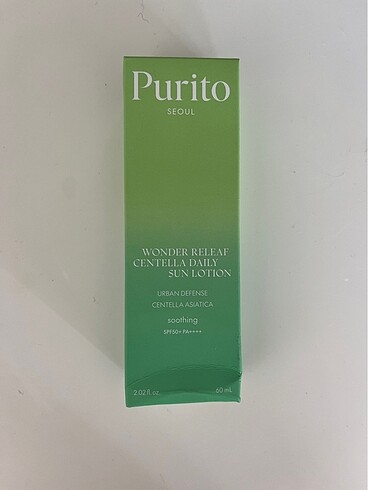 Purito
SEOUL
WONDER RELEAF
CENTELLA DAILY
SUN LOTION
URBAN DEFENSE
CENTELLA ASIATICA
soothing
SPF50+ PA++++
2.02 fl. oz 60 mL